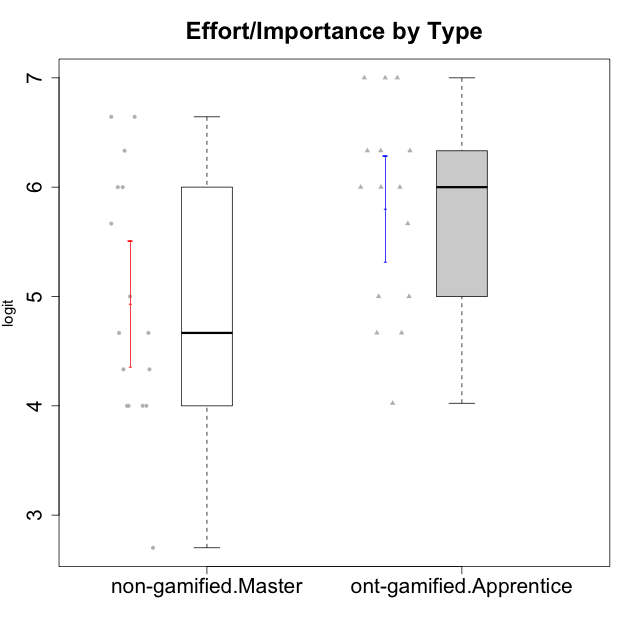 Effort/Importance by Type
7
6
5
4
3
logit
non-gamified.Master
ont-gamified.Apprentice